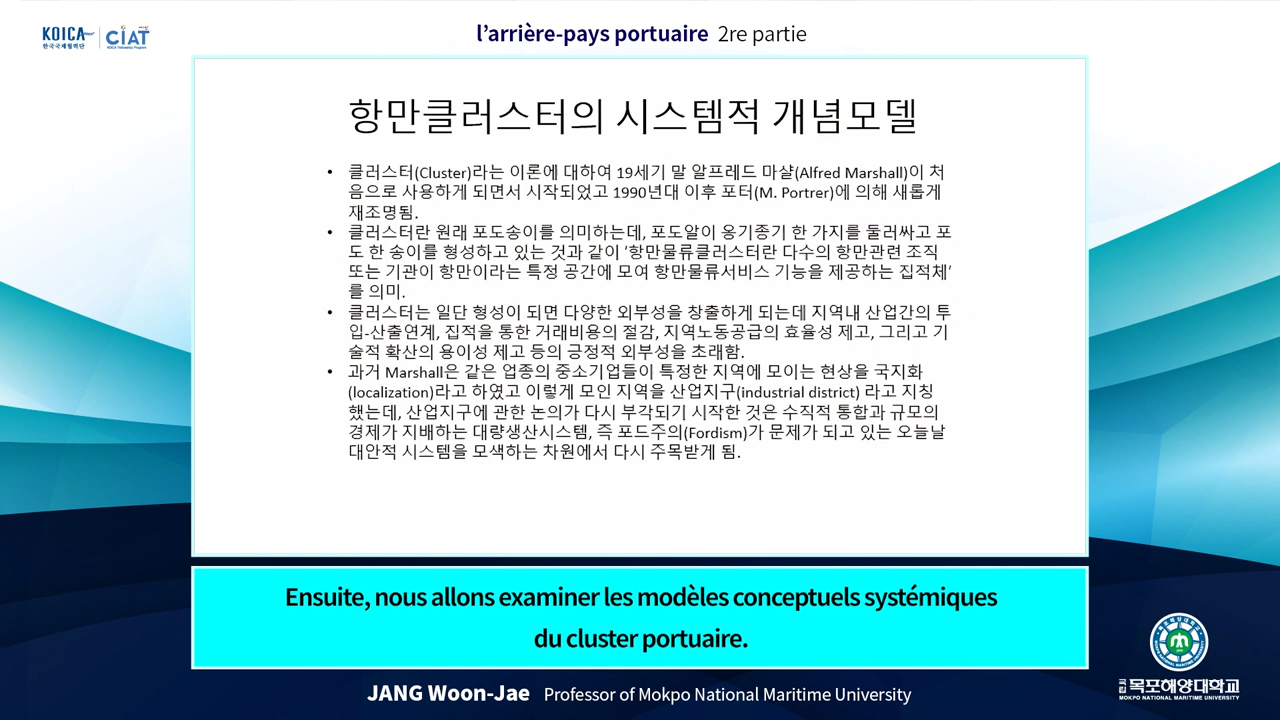 KOICA
한국국제협력단
CIAT
KOICA Fellowship Program
l'arrière-pays portuaire 2re partie
항만클러스터의 시스템적 개념모델
• 클러스터(Cluster)라는 이론에 대하여 19세기 말 알프레드 마샬(Alfred Marshall)이 처
음으로 사용하게 되면서 시작되었고 1990년대 이후 포터(M. Portrer)에 의해 새롭게
재조명됨.
• 클러스터란 원래 포도송이를 의미하는데, 포도알이 옹기종기 한 가지를 둘러싸고 포
도 한 송이를 형성하고 있는 것과 같이 '항만물류클러스터란 다수의 항만관련 조직
또는 기관이 항만이라는 특정 공간에 모여 항만물류서비스 기능을 제공하는 집적체'
를 의미.
• 클러스터는 일단 형성이 되면 다양한 외부성을 창출하게 되는데 지역내 산업간의 투
입-산출연계, 집적을 통한 거래비용의 절감, 지역노동공급의 효율성 제고, 그리고 기
술적 확산의 용이성 제고 등의 긍정적 외부성을 초래함.
• 과거 Marshall은 같은 업종의 중소기업들이 특정한 지역에 모이는 현상을 국지화
(localization)라고 하였고 이렇게 모인 지역을 산업지구(industrial district) 라고 지칭
했는데, 산업지구에 관한 논의가 다시 부각되기 시작한 것은 수직적 통합과 규모의
경제가 지배하는 대량생산시스템, 즉 포드주의(Fordism)가 문제가 되고 있는 오늘날
대안적 시스템을 모색하는 차원에서 다시 주목받게 됨.
Ensuite, nous allons examiner les modèles conceptuels systémiques
du cluster portuaire.
JANG Woon-Jae Professor of Mokpo National Maritime University
국립 목포해양대학교
MOKPO NATIONAL MARITIME UNIVERSITY